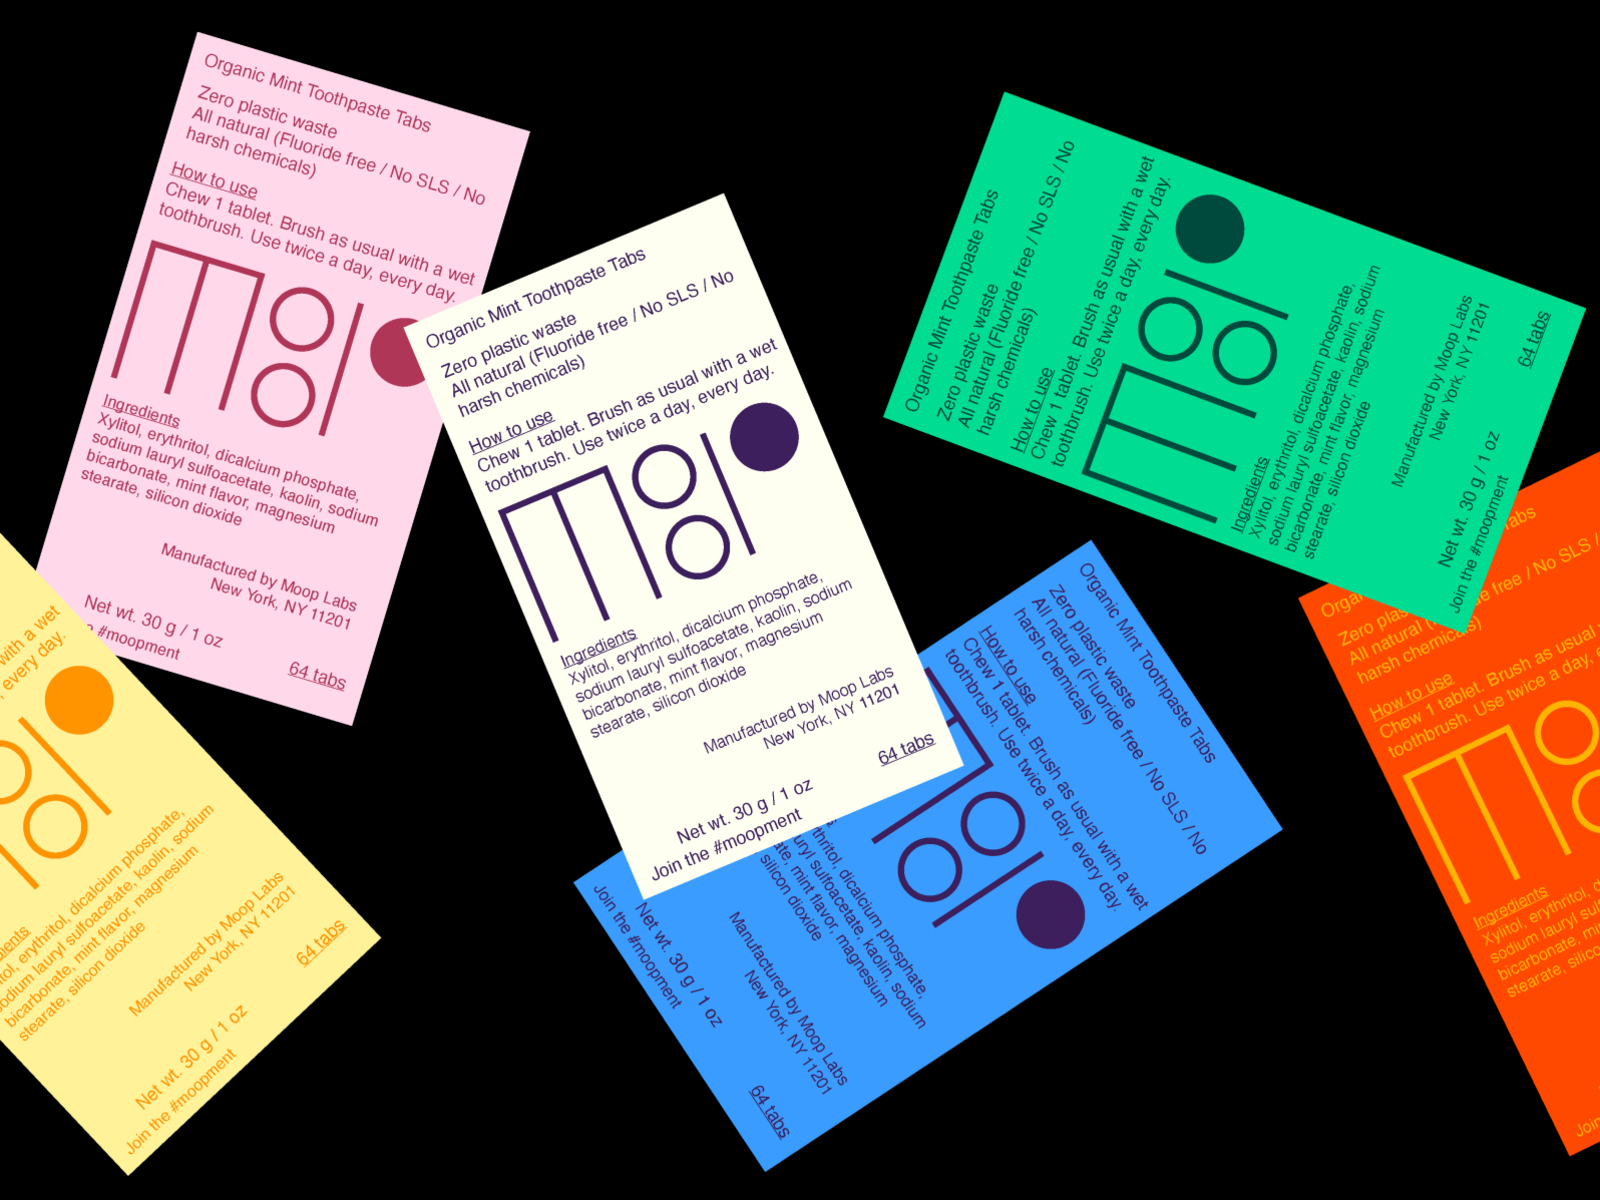 Organic Mint Toothpaste Tabs
Zero plastic waste
All natural (Fluoride free / No SLS / No
harsh chemicals)
How to use
Chew 1 tablet. Brush as usual with a wet
toothbrush. Use twice a day, every day.
Ingredients
Xylitol, erythritol, dicalcium phosphate,
sodium lauryl sulfoacetate, kaolin, sodium
bicarbonate, mint flavor, magnesium
stearate, silicon dioxide
Manufactured by Moop Labs
New York, NY 11201
Net wt. 30 g / 1 oz
#moopment
64 tabs
Organic Mint Toothpaste Tabs
Zero plastic waste
All natural (Fluoride free / No SLS / No
harsh chemicals)
How to use
Chew 1 tablet. Brush as usual with a wet
toothbrush. Use twice a day, every day.
Ingredients
Xylitol, erythritol, dicalcium phosphate,
sodium lauryl sulfoacetate, kaolin, sodium
bicarbonate, mint flavor, magnesium
stearate, silicon dioxide
Manufactured by Moop Labs
New York, NY 11201
64 tabs
Net wt. 30 g / 1 oz
Join the #moopment
Organic Mint Toothpaste Tabs
Zero plastic waste
All natural (Fluoride free / No SLS / No
harsh chemicals)
How to use
Chew 1 tablet. Brush as usual with a wet
toothbrush. Use twice a day, every day.
Ingredients
Xylitol, erythritol, dicalcium phosphate,
sodium lauryl sulfoacetate, kaolin, sodium
bicarbonate, mint flavor, magnesium
stearate, silicon dioxide
Manufactured by Moop Labs
New York, NY 11201
Net wt. 30 g / 1 oz
Join the #moopment
64 tabs
with a wet
every day.
erythritol, dicalcium phosphate,
sodium lauryl sulfoacetate, kaolin, sodium
bicarbonate, mint flavor, magnesium
stearate, silicon dioxide
Manufactured by Moop Labs
New York, NY 11201
64 tabs
Net wt. 30 g / 1 oz
Join the #moopment
Organic Mint Toothpaste Tabs
Zero plastic waste
All natural (Fluoride free / No SLS / No
harsh chemicals)
How to use
Chew 1 tablet. Brush as usual with a wet
toothbrush. Use twice a day, every day.
dicalcium phosphate,
sulfoacetate, kaolin, sodium
mint flavor, magnesium
silicon dioxide
Manufactured by Moop Labs
New York, NY 11201
Net wt. 30 g / 1 oz
Join the #moopment
64 tabs
Tabs
Zero
All natural free / No SLS /
harsh
How to use
Chew 1 tablet. Brush as usual
toothbrush. Use twice a day,
Ingredients
Xylitol, erythritol,
sodium lauryl
bicarbonate,
stearate,